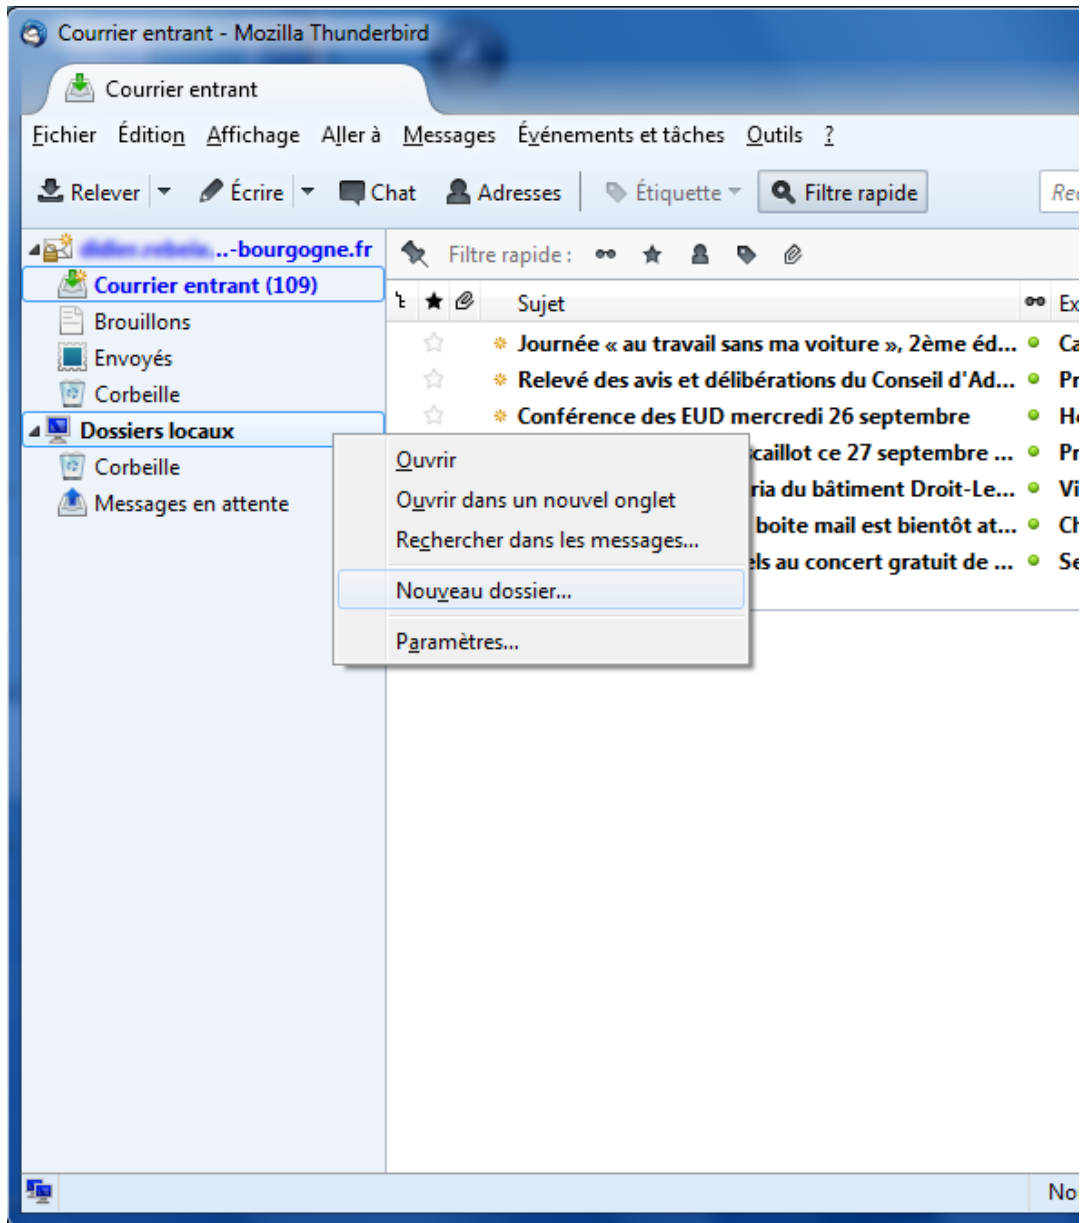 Courrier entrant - Mozilla Thunderbird
Courrier entrant
Fichier Édition Affichage Aller à Messages Événements et tâches Outils ?
Relever Écrire Chat Adresses Étiquette Filtre rapide
...-bourgogne.fr
Filtre rapide :
Courrier entrant (109)
Sujet
Brouillons
Journée « au travail sans ma voiture », 2ème éd...
Envoyés
Relevé des avis et délibérations du Conseil d'Ad...
Corbeille
Conférence des EUD mercredi 26 septembre
Dossiers locaux
caillot ce 27 septembre ...
Corbeille
ria du bâtiment Droit-Le...
Messages en attente
boite mail est bientôt at...
els au concert gratuit de ...
Ouvrir
Ouvrir dans un nouvel onglet
Rechercher dans les messages...
Nouveau dossier...
Paramètres...